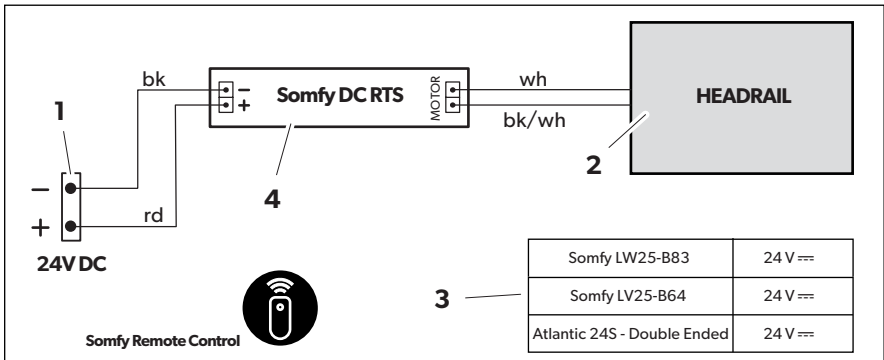 bk
wh
Somfy DC RTS
MOTOR
HEADRAIL
−
+
1
bk/wh
2
4
−
+
rd
24V DC
3
Somfy LW25-B83 24 V ⎓
Somfy LV25-B64 24 V ⎓
Atlantic 24S - Double Ended 24 V ⎓
Somfy Remote Control